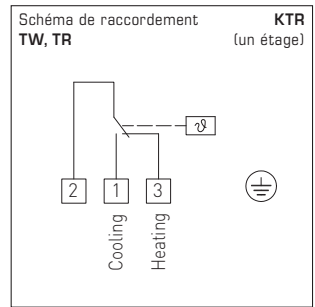 Schéma de raccordement KTR
TW, TR (un étage)
ϑ
2 1 3
Cooling
Heating